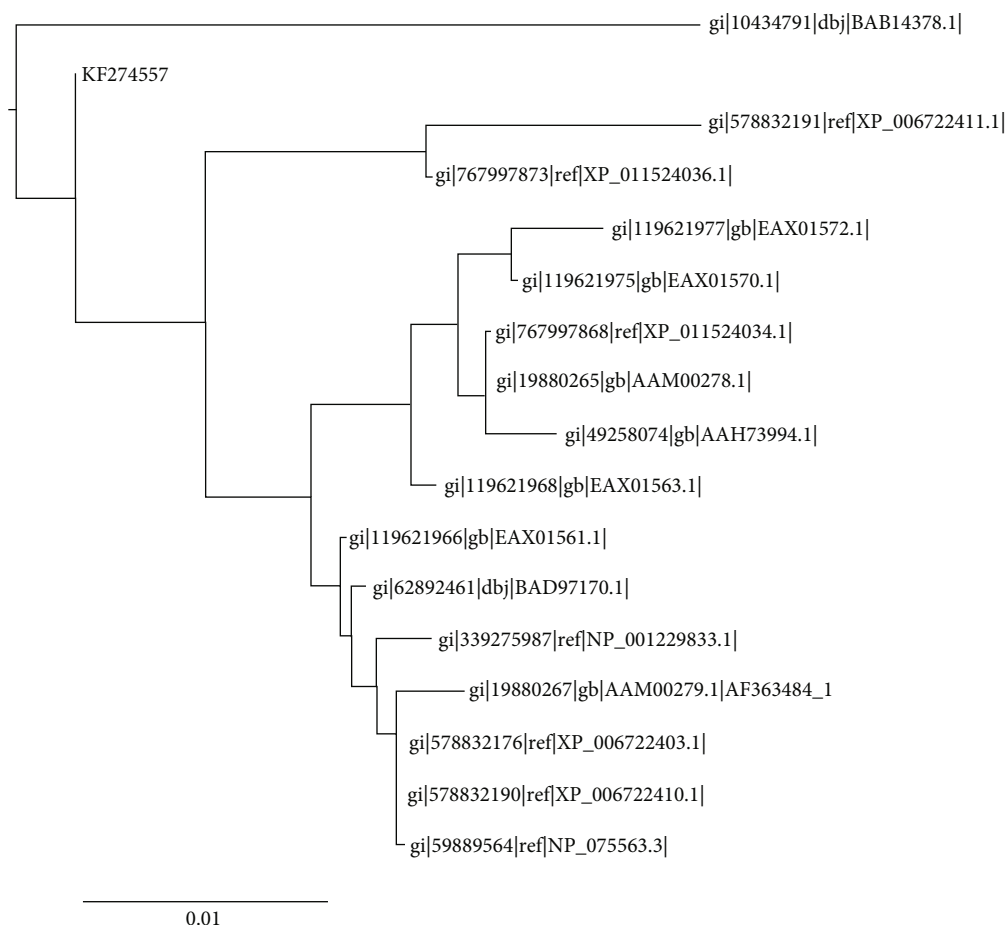 gi|10434791|dbj|BAB14378.1|
KF274557
gi|578832191|ref|XP_006722411.1|
gi|767997873|ref|XP_011524036.1|
gi|119621977|gb|EAX01572.1|
gi|119621975|gb|EAX01570.1|
gi|767997868|ref|XP_011524034.1|
gi|19880265|gb|AAM00278.1|
gi|49258074|gb|AAH73994.1|
gi|119621968|gb|EAX01563.1|
gi|119621966|gb|EAX01561.1|
gi|62892461|dbj|BAD97170.1|
gi|339275987|ref|NP_001229833.1|
gi|19880267|gb|AAM00279.1|AF363484_1
gi|578832176|ref|XP_006722403.1|
gi|578832190|ref|XP_006722410.1|
gi|59889564|ref|NP_075563.3|
0.01